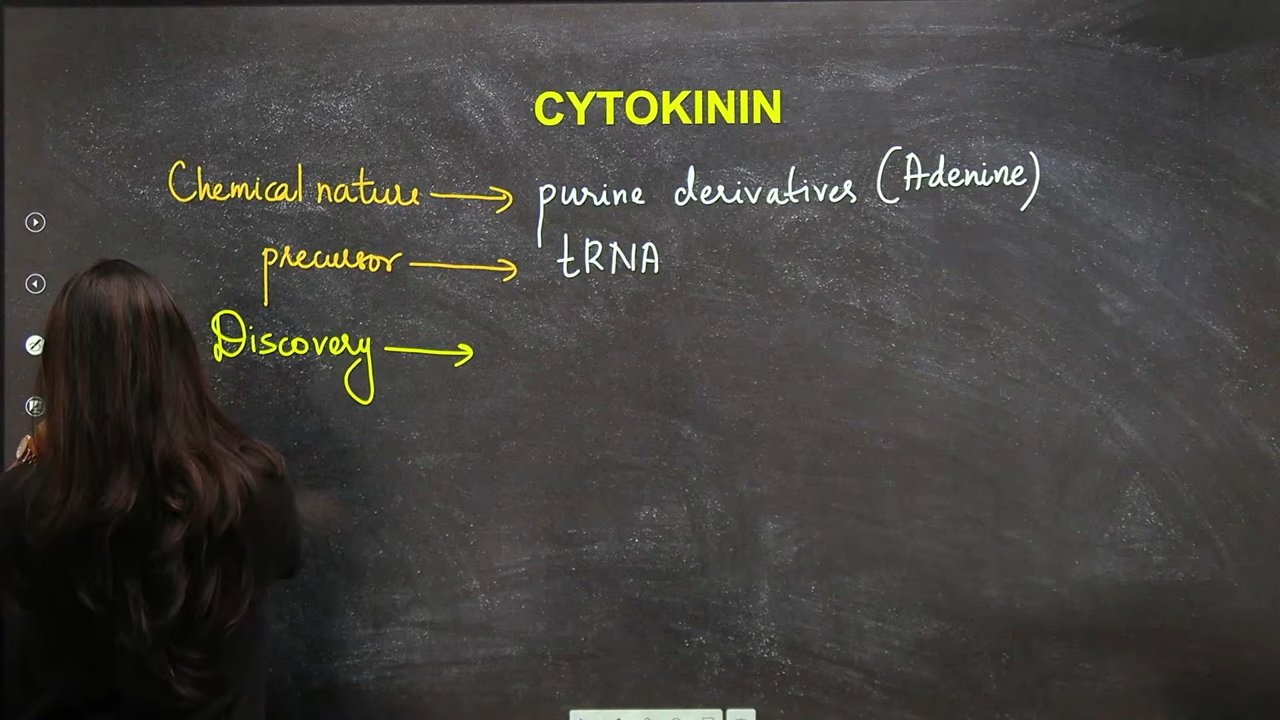 CYTOKININ
Chemical nature → purine derivatives (Adenine)
precursor → tRNA
Discovery →